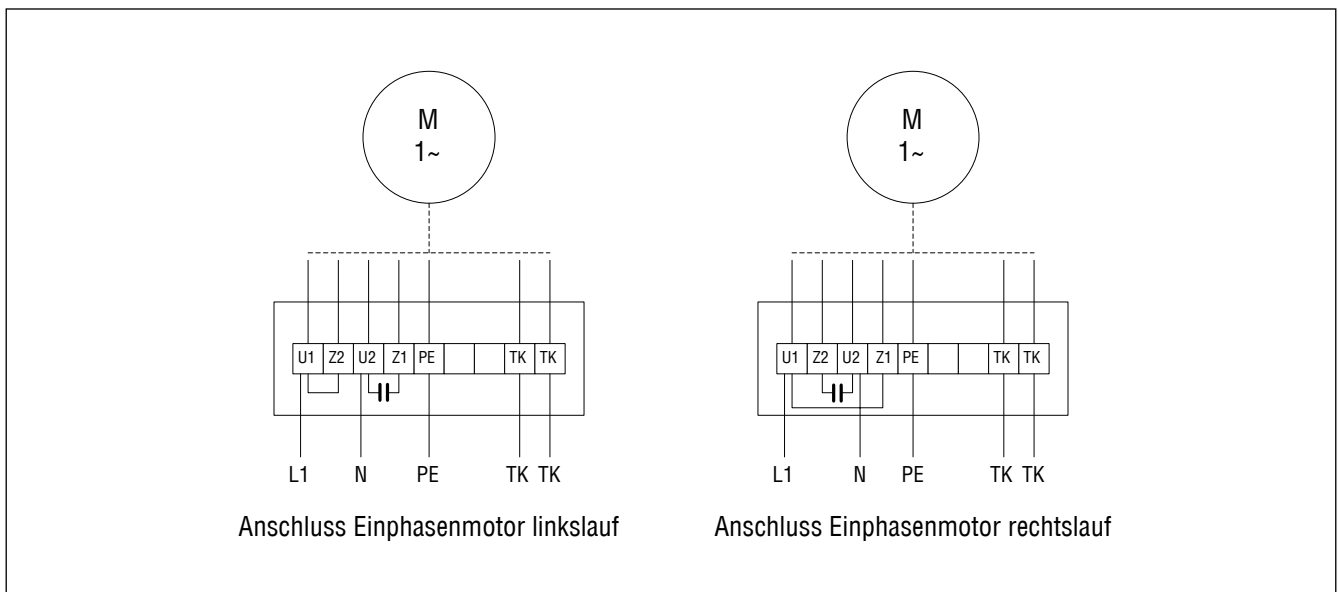 M
1~
U1 Z2 U2 Z1 PE TK TK
L1 N PE TK TK
Anschluss Einphasenmotor linkslauf
M
1~
U1 Z2 U2 Z1 PE TK TK
L1 N PE TK TK
Anschluss Einphasenmotor rechtslauf